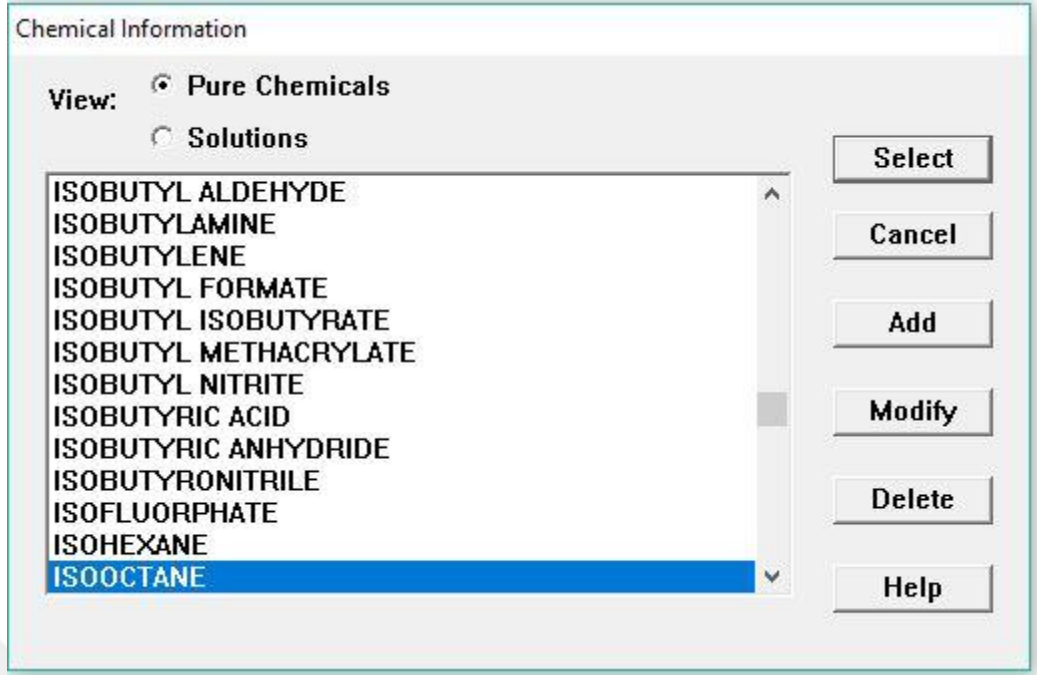 Chemical Information
View:
Pure Chemicals
Solutions
ISOBUTYL ALDEHYDE
ISOBUTYLAMINE
ISOBUTYLENE
ISOBUTYL FORMATE
ISOBUTYL ISOBUTYRATE
ISOBUTYL METHACRYLATE
ISOBUTYL NITRITE
ISOBUTYRIC ACID
ISOBUTYRIC ANHYDRIDE
ISOBUTYRONITRILE
ISOFLUORPHATE
ISOHEXANE
ISOOCTANE
Select
Cancel
Add
Modify
Delete
Help